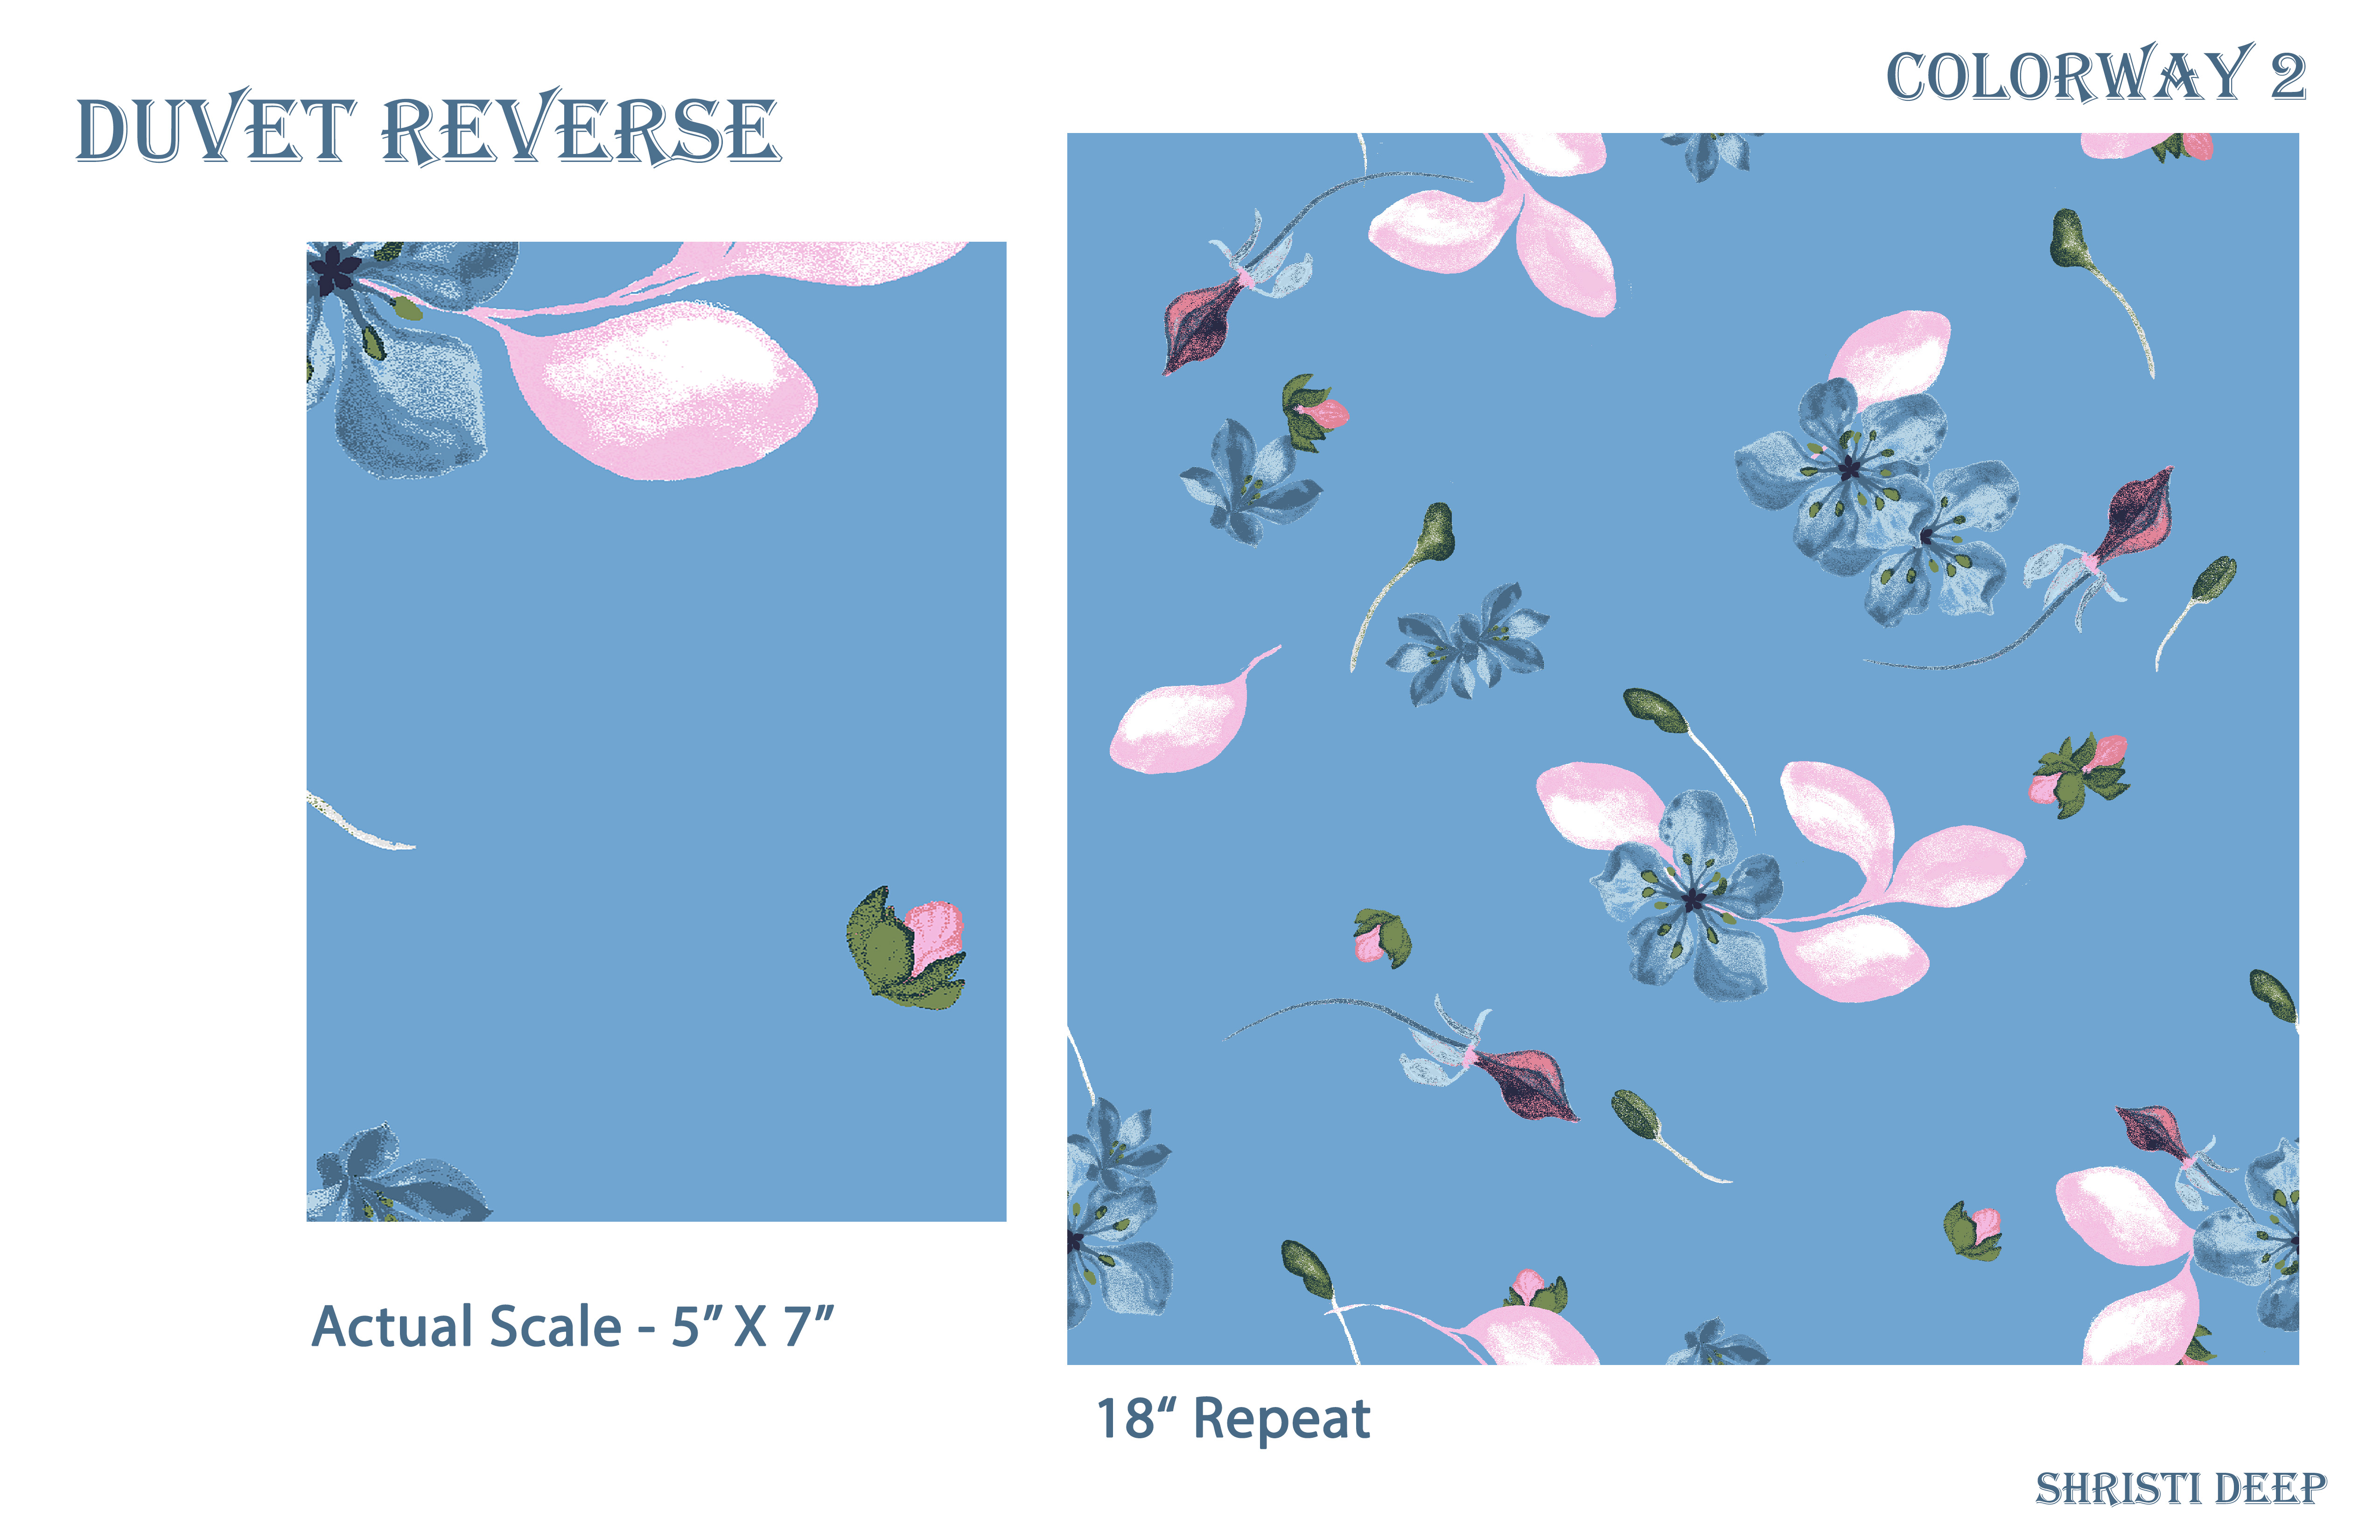 DUVET REVERSE
COLORWAY 2
Actual Scale - 5” X 7”
18“ Repeat
SHRISTI DEEP